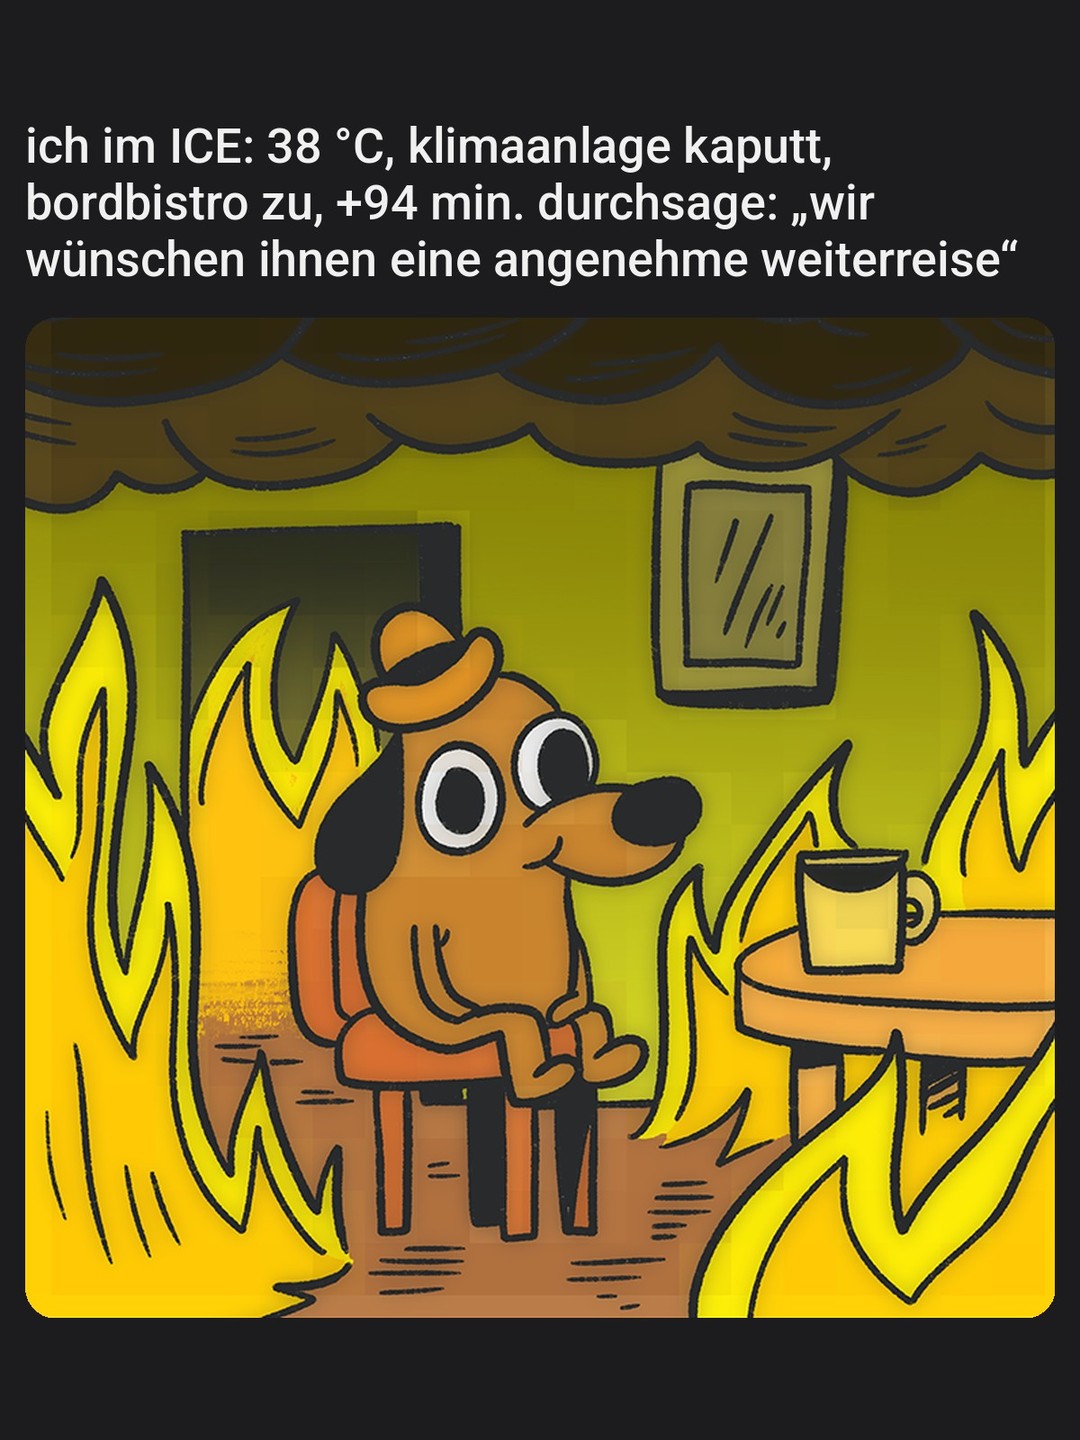 ich im ICE: 38 °C, klimaanlage kaputt,
bordbistro zu, +94 min. durchsage: „wir
wünschen ihnen eine angenehme weiterreise“